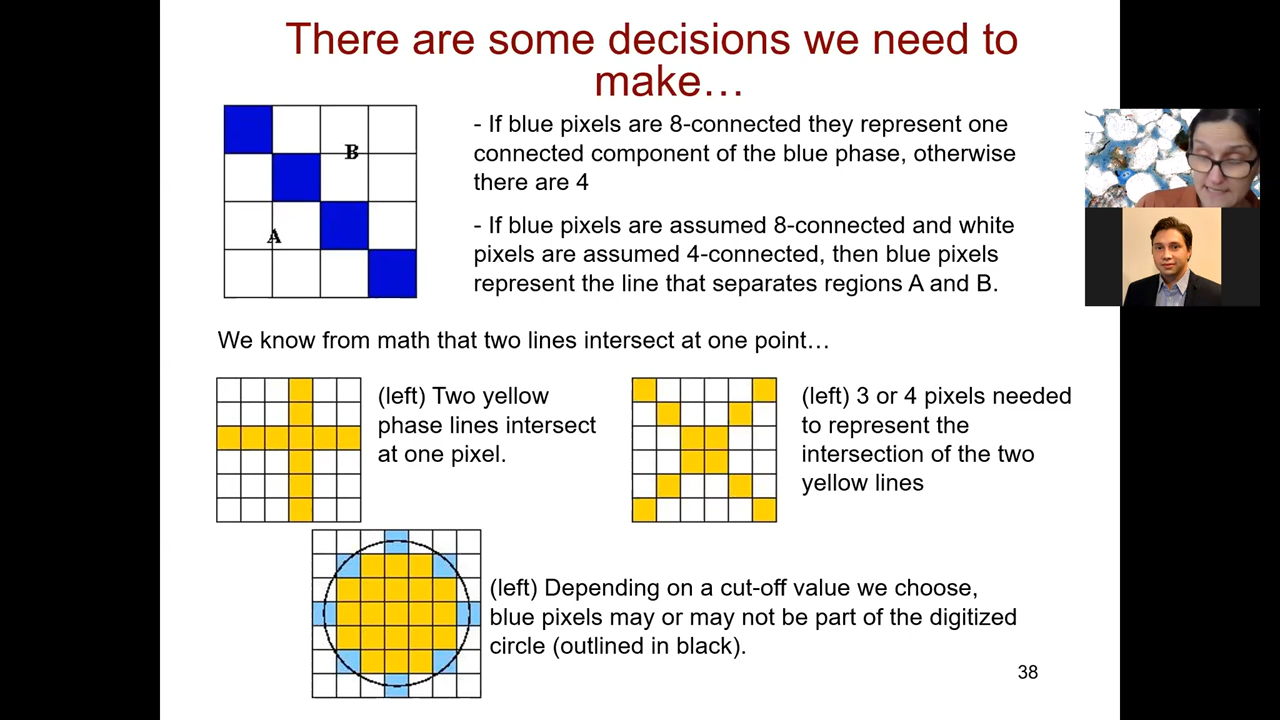 There are some decisions we need to
make…
B
A
- If blue pixels are 8-connected they represent one
connected component of the blue phase, otherwise
there are 4
- If blue pixels are assumed 8-connected and white
pixels are assumed 4-connected, then blue pixels
represent the line that separates regions A and B.
We know from math that two lines intersect at one point…
(left) Two yellow
phase lines intersect
at one pixel.
(left) 3 or 4 pixels needed
to represent the
intersection of the two
yellow lines
(left) Depending on a cut-off value we choose,
blue pixels may or may not be part of the digitized
circle (outlined in black).
38